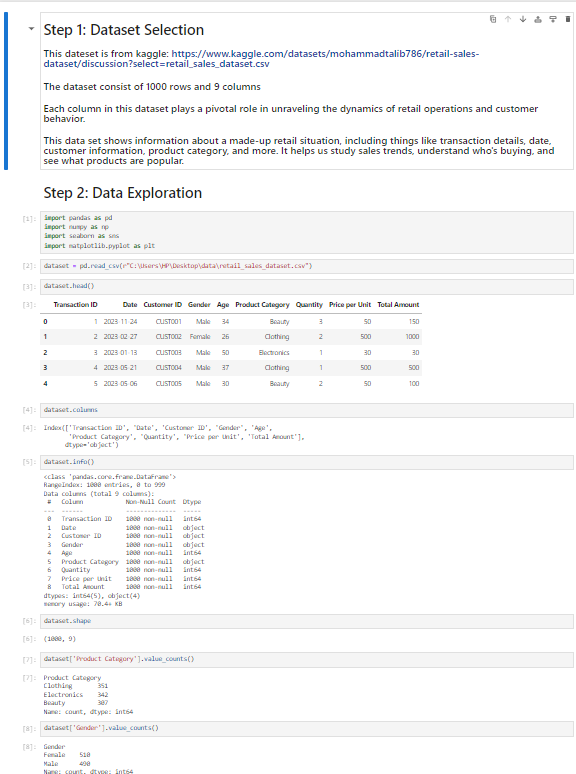 Step 1: Dataset Selection
This dateset is from kaggle: https://www.kaggle.com/datasets/mohammadtalib786/retail-sales-
dataset/discussion?select=retail_sales_dataset.csv
The dataset consist of 1000 rows and 9 columns
Each column in this dataset plays a pivotal role in unraveling the dynamics of retail operations and customer
behavior.
This data set shows information about a made-up retail situation, including things like transaction details, date,
customer information, product category, and more. It helps us study sales trends, understand who's buying, and
see what products are popular.
Step 2: Data Exploration
[1]: import pandas as pd
import numpy as np
import seaborn as sns
import matplotlib.pyplot as plt
[2]: dataset = pd.read_csv(r"C:\Users\HP\Desktop\data\retail_sales_dataset.csv")
[3]: dataset.head()
[3]: Transaction ID Date Customer ID Gender Age Product Category Quantity Price per Unit Total Amount
0 1 2023-11-24 CUST001 Male 34 Beauty 3 50 150
1 2 2023-02-27 CUST002 Female 26 Clothing 2 500 1000
2 3 2023-01-13 CUST003 Male 50 Electronics 1 30 30
3 4 2023-05-21 CUST004 Male 37 Clothing 1 500 500
4 5 2023-05-06 CUST005 Male 30 Beauty 2 50 100
[4]: dataset.columns
[4]: Index(['Transaction ID', 'Date', 'Customer ID', 'Gender', 'Age',
'Product Category', 'Quantity', 'Price per Unit', 'Total Amount'],
dtype='object')
[5]: dataset.info()
<class 'pandas.core.frame.DataFrame'>
RangeIndex: 1000 entries, 0 to 999
Data columns (total 9 columns):
# Column Non-Null Count Dtype
--- ------ -------------- -----
0 Transaction ID 1000 non-null int64
1 Date 1000 non-null object
2 Customer ID 1000 non-null object
3 Gender 1000 non-null object
4 Age 1000 non-null int64
5 Product Category 1000 non-null object
6 Quantity 1000 non-null int64
7 Price per Unit 1000 non-null int64
8 Total Amount 1000 non-null int64
dtypes: int64(5), object(4)
memory usage: 70.4+ KB
[6]: dataset.shape
[6]: (1000, 9)
[7]: dataset['Product Category'].value_counts()
[7]: Product Category
Clothing 351
Electronics 342
Beauty 307
Name: count, dtype: int64
[8]: dataset['Gender'].value_counts()
[8]: Gender
Female 510
Male 490
Name: count, dtype: int64